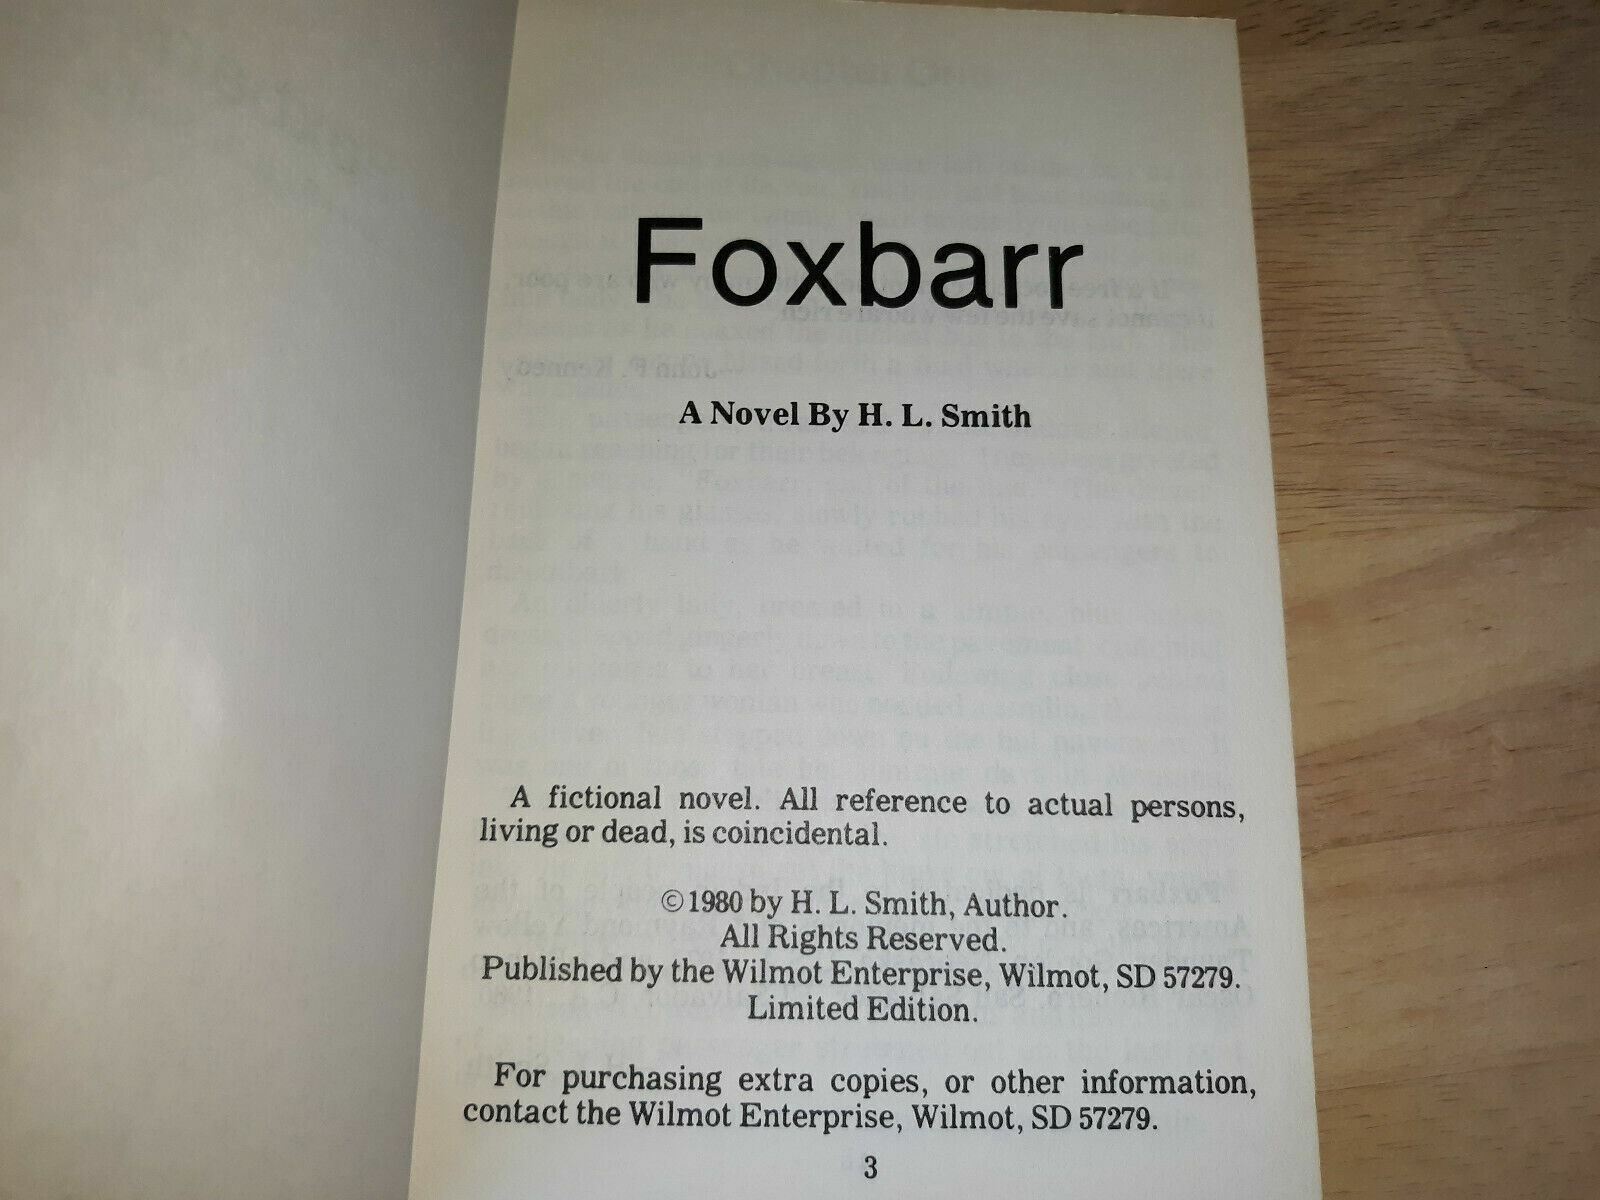 Foxbarr
A Novel By H. L. Smith
A fictional novel. All reference to actual persons,
living or dead, is coincidental.
©1980 by H. L. Smith, Author.
All Rights Reserved.
Published by the Wilmot Enterprise, Wilmot, SD 57279.
Limited Edition.
For purchasing extra copies, or other information,
contact the Wilmot Enterprise, Wilmot, SD 57279.
3